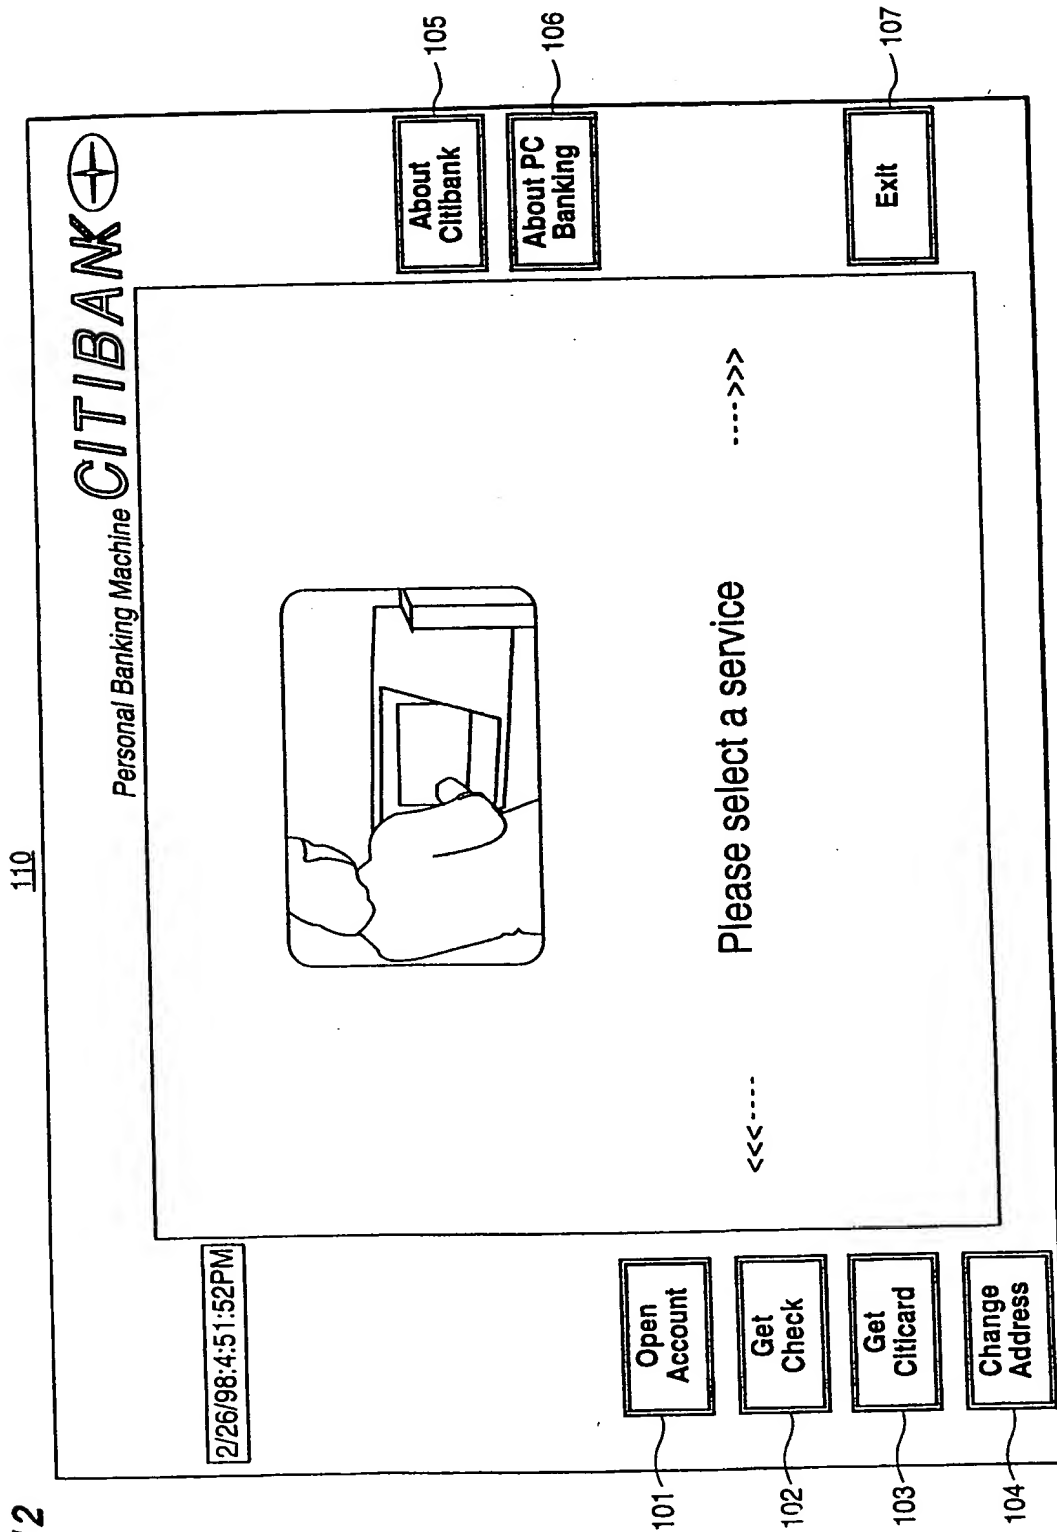 110
Personal Banking Machine CITIBANK
2/26/98:4:51:52PM
About
Citibank
105
About PC
Banking
106
Please select a service
<<<----
---->>>
101
Open
Account
102
Get
Check
103
Get
Citicard
104
Change
Address
Exit
107
2